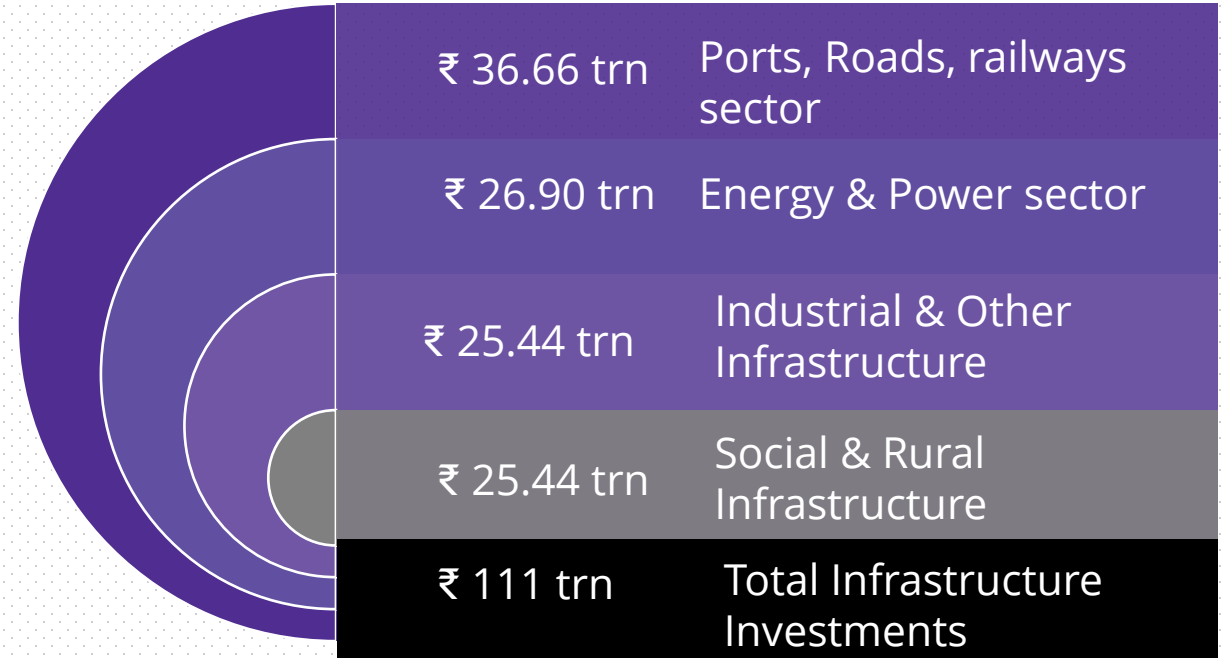 ₹ 36.66 trn
Ports, Roads, railways
sector
₹ 26.90 trn
Energy & Power sector
₹ 25.44 trn
Industrial & Other
Infrastructure
₹ 25.44 trn
Social & Rural
Infrastructure
₹ 111 trn
Total Infrastructure
Investments